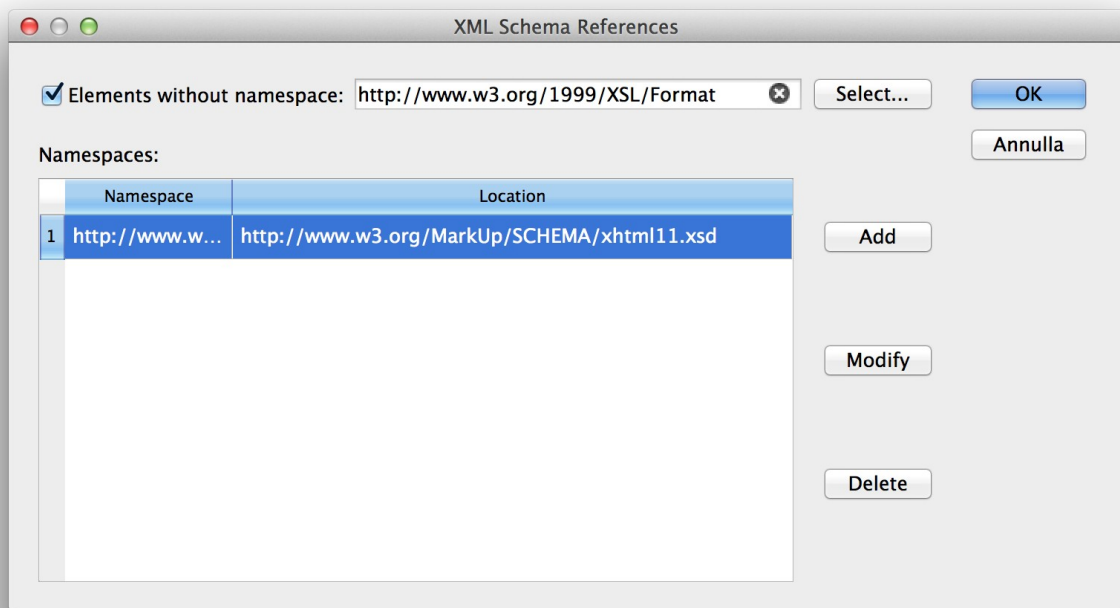 XML Schema References
Elements without namespace: http://www.w3.org/1999/XSL/Format Select... OK
Annulla
Namespaces:
Namespace Location
1 http://www.w... http://www.w3.org/MarkUp/SCHEMA/xhtml11.xsd
Add
Modify
Delete